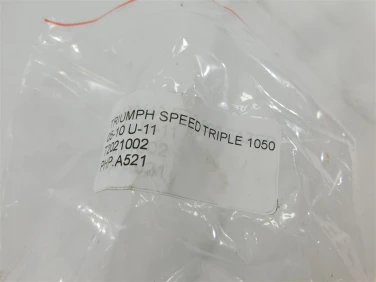 TRIUMPH SPEED TRIPLE 1050
05-10 U-11
T2021002
PHP.A521